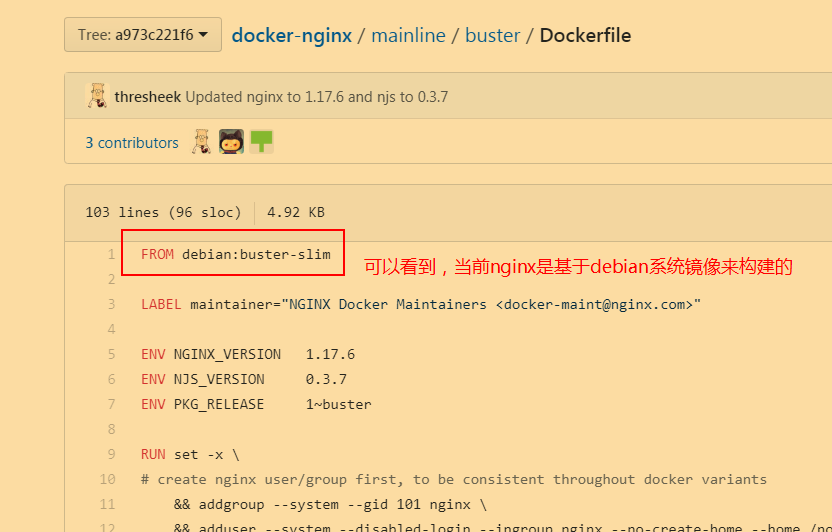 Tree: a973c221f6 docker-nginx / mainline / buster / Dockerfile
thresheek Updated nginx to 1.17.6 and njs to 0.3.7
3 contributors
103 lines (96 sloc) 4.92 KB
1 FROM debian:buster-slim 可以看到，当前nginx是基于debian系统镜像来构建的
2
3 LABEL maintainer="NGINX Docker Maintainers <docker-maint@nginx.com>"
4
5 ENV NGINX_VERSION 1.17.6
6 ENV NJS_VERSION 0.3.7
7 ENV PKG_RELEASE 1~buster
8
9 RUN set -x \
10 # create nginx user/group first, to be consistent throughout docker variants
11 && addgroup --system --gid 101 nginx \
12 && adduser --system --disabled-login --ingroup nginx --no-create-home --home